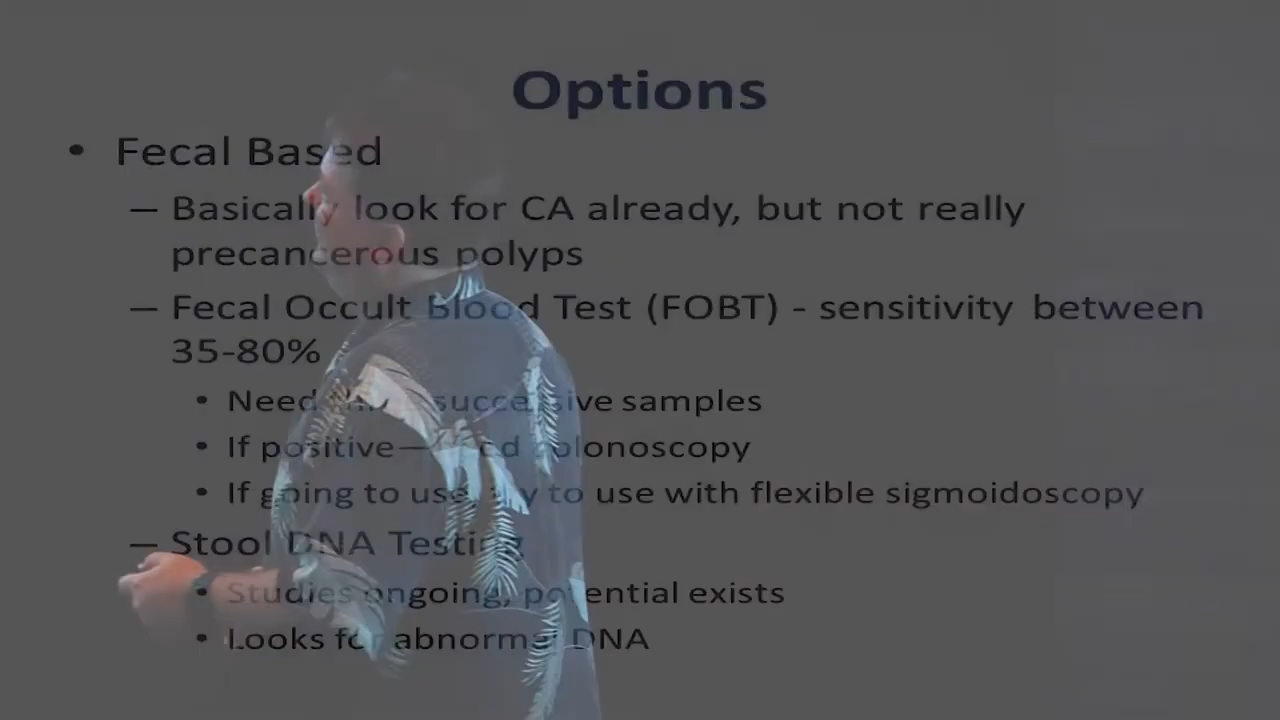 Options
• Fecal Based
– Basically look for CA already, but not really
precancerous polyps
– Fecal Occult Blood Test (FOBT) - sensitivity between
35-80%
• Need successive samples
• If positive— colonoscopy
• If going to use, try to use with flexible sigmoidoscopy
– Stool DNA Testing
• Studies ongoing, potential exists
• Looks for abnormal DNA